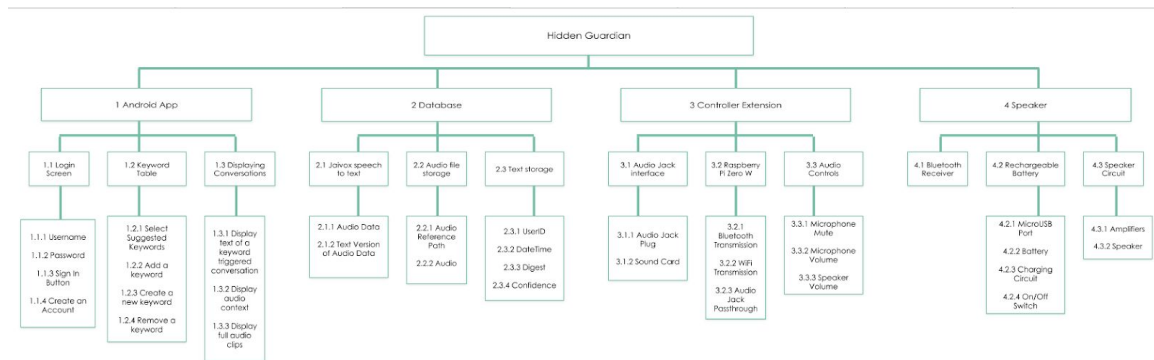 Hidden Guardian
1 Android App
2 Database
3 Controller Extension
4 Speaker
1.1 Login
Screen
1.2 Keyword
Table
1.3 Displaying
Conversations
2.1 Jaivox speech
to text
2.2 Audio file
storage
2.3 Text storage
3.1 Audio Jack
interface
3.2 Raspberry
Pi Zero W
3.3 Audio
Controls
4.1 Bluetooth
Receiver
4.2 Rechargeable
Battery
4.3 Speaker
Circuit
1.1.1 Username
1.1.2 Password
1.1.3 Sign In
Button
1.1.4 Create an
Account
1.2.1 Select
Suggested
Keywords
1.2.2 Add a
keyword
1.2.3 Create a
new keyword
1.2.4 Remove a
keyword
1.3.1 Display
text of a
keyword
triggered
conversation
1.3.2 Display
audio
context
1.3.3 Display
full audio
clips
2.1.1 Audio Data
2.1.2 Text Version
of Audio Data
2.2.1 Audio
Reference
Path
2.2.2 Audio
2.3.1 UserID
2.3.2 DateTime
2.3.3 Digest
2.3.4 Confidence
3.1.1 Audio Jack
Plug
3.1.2 Sound Card
3.2.1
Bluetooth
Transmission
3.2.2 WiFi
Transmission
3.2.3 Audio
Jack
Passthrough
3.3.1 Microphone
Mute
3.3.2 Microphone
Volume
3.3.3 Speaker
Volume
4.2.1 MicroUSB
Port
4.2.2 Battery
4.2.3 Charging
Circuit
4.2.4 On/Off
Switch
4.3.1 Amplifiers
4.3.2 Speaker